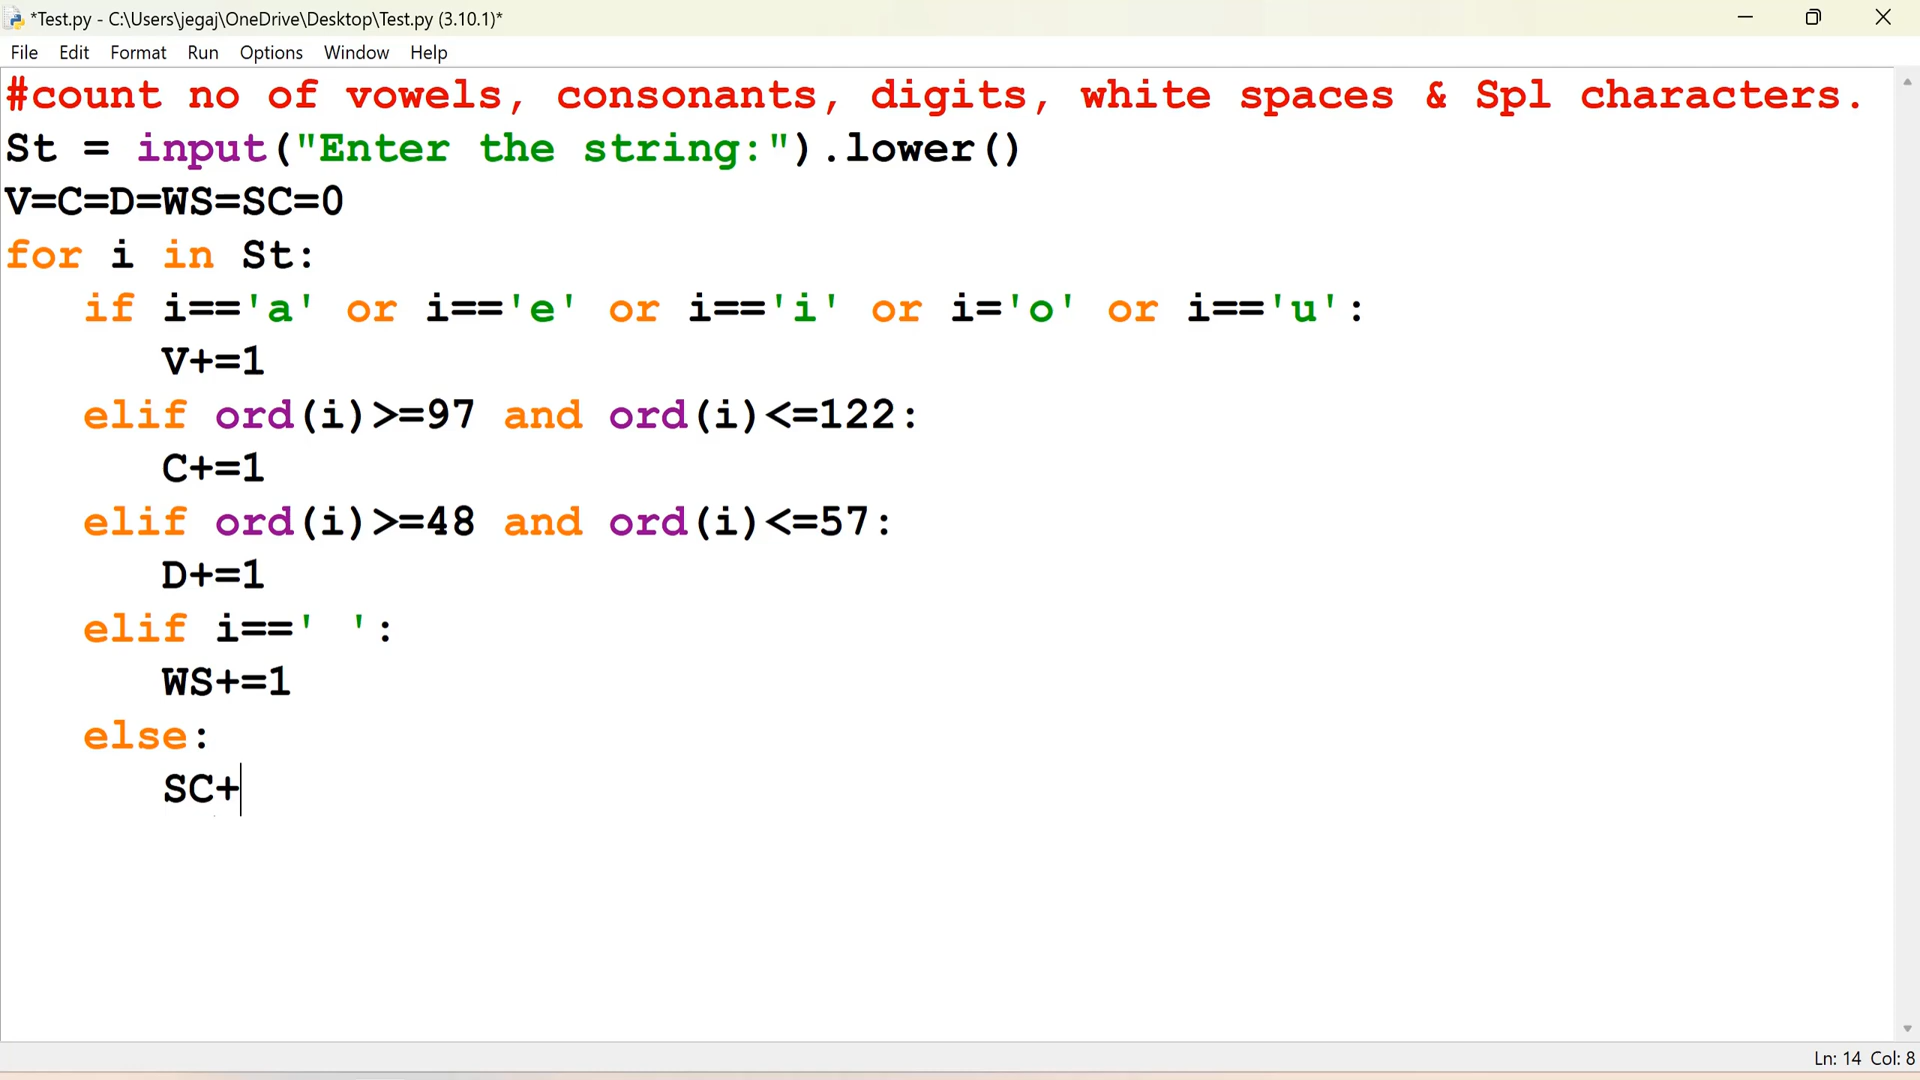 *Test.py - C:\Users\jegaj\OneDrive\Desktop\Test.py (3.10.1)*
File Edit Format Run Options Window Help
#count no of vowels, consonants, digits, white spaces & Spl characters.
St = input("Enter the string:").lower()
V=C=D=WS=SC=0
for i in St:
   if i=='a' or i=='e' or i=='i' or i='o' or i=='u':
      V+=1
   elif ord(i)>=97 and ord(i)<=122:
      C+=1
   elif ord(i)>=48 and ord(i)<=57:
      D+=1
   elif i==' ':
      WS+=1
   else:
      SC+
Ln: 14 Col: 8